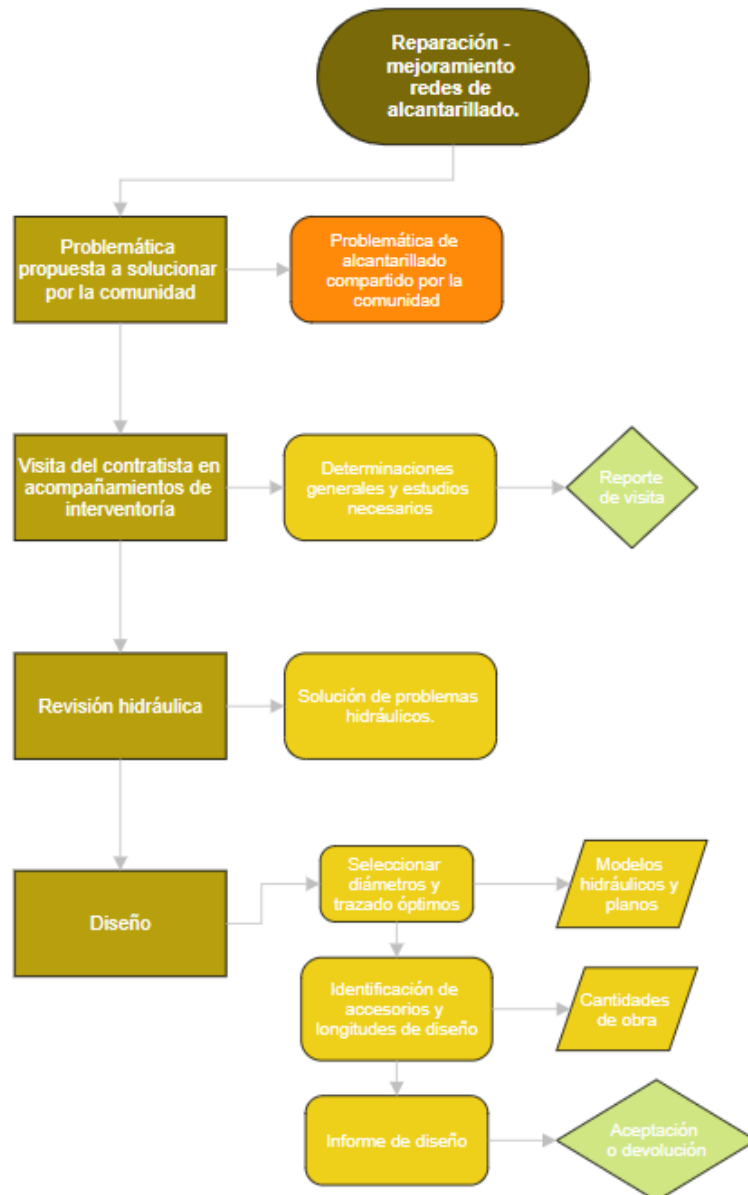 Reparación -
mejoramiento
redes de
alcantarillado.
Problemática
propuesta a solucionar
por la comunidad
Problemática de
alcantarillado
compartido por la
comunidad
Visita del contratista en
acompañamientos de
interventoría
Determinaciones
generales y estudios
necesarios
Reporte
de visita
Revisión hidráulica
Solución de problemas
hidráulicos.
Diseño
Seleccionar
diámetros y
trazado óptimos
Modelos
hidráulicos y
planos
Identificación de
accesorios y
longitudes de diseño
Cantidades
de obra
Informe de diseño
Aceptación
o devolución